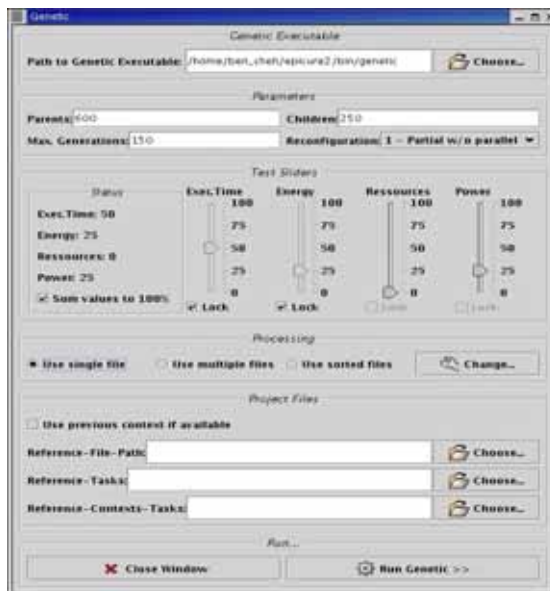 Genetic
Genetic Executable
Path to Genetic Executable: /home/ben_cheh/epicure2/bin/genetic Choose...
Parameters
Parents: 600 Children: 250
Max. Generations: 150 Reconfiguration: 1 - Partial w/n parallel
Test Sliders
Status Exec.Time Energy Ressources Power
100 100 100 100
Exec.Time: 50 75 75 75 75
Energy: 25 50 50 50 50
Ressources: 0 25 25 25 25
Power: 25 0 0 0 0
Sum values to 100% Lock Lock Lock Lock
Processing
Use single file Use multiple files Use sorted files Change...
Project Files
Use previous context if available
Reference-File-Path: Choose...
Reference-Tasks: Choose...
Reference-Contexts-Tasks: Choose...
Run...
Close Window Run Genetic >>